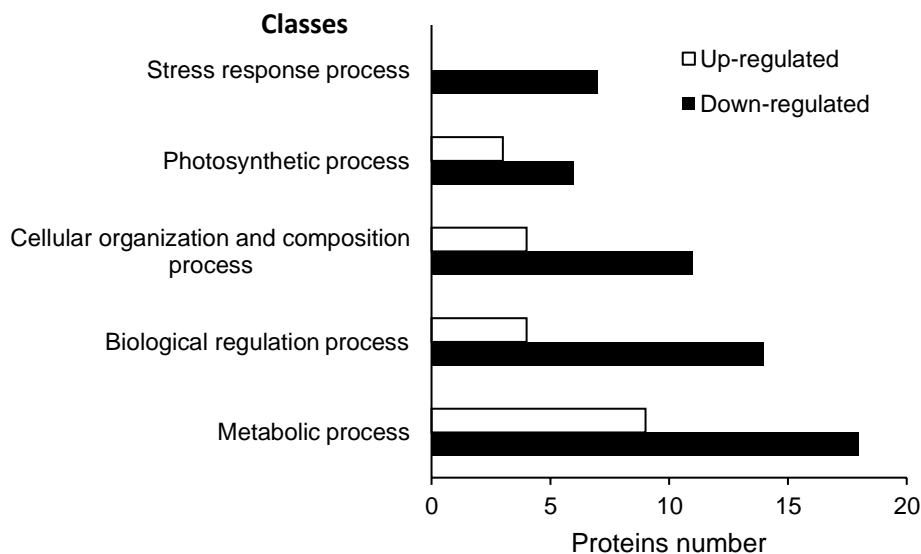 Classes
Stress response process
Up-regulated
Down-regulated
Photosynthetic process
Cellular organization and composition
process
Biological regulation process
Metabolic process
0 5 10 15 20
Proteins number